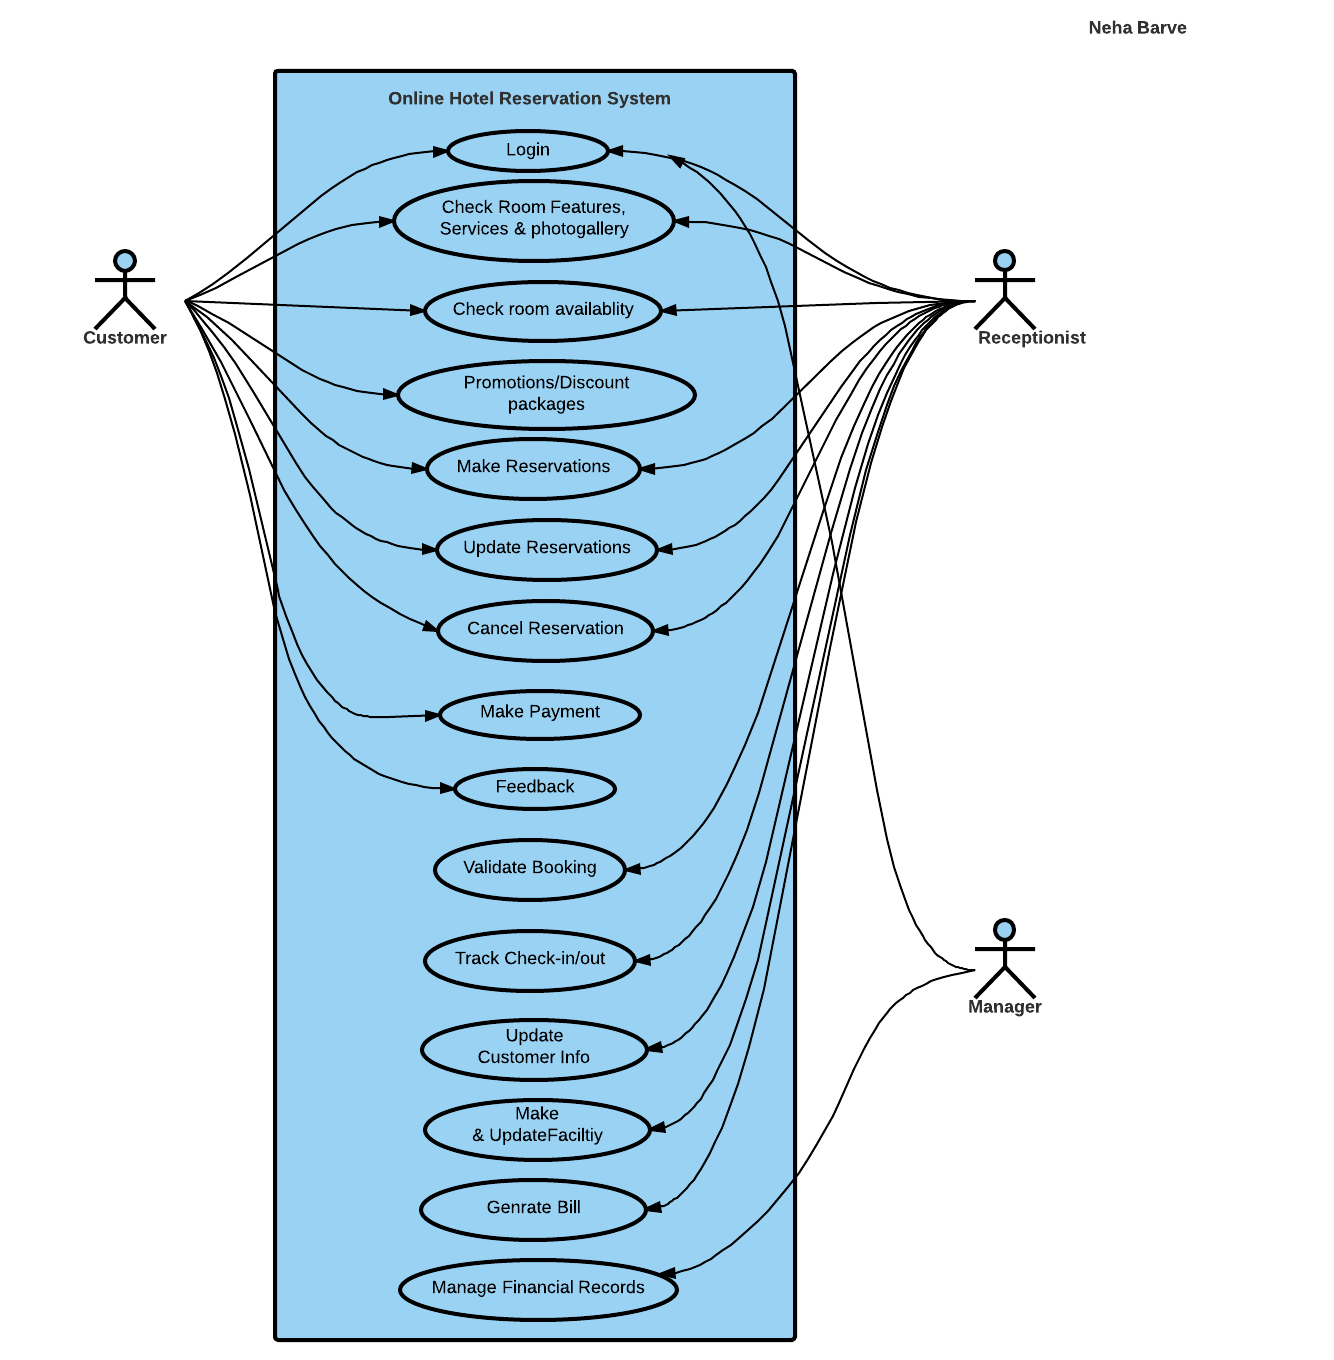 Neha Barve
Online Hotel Reservation System
Login
Check Room Features,
Services & photogallery
Customer
Receptionist
Check room availablity
Promotions/Discount
packages
Make Reservations
Update Reservations
Cancel Reservation
Make Payment
Feedback
Validate Booking
Track Check-in/out
Manager
Update
Customer Info
Make
& UpdateFaciltiy
Genrate Bill
Manage Financial Records